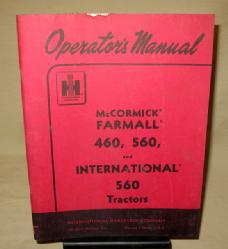 Operator's Manual
IH
McCORMICK®
FARMALL®
460, 560,
and
INTERNATIONAL®
560
Tractors
INTERNATIONAL HARVESTER COMPANY